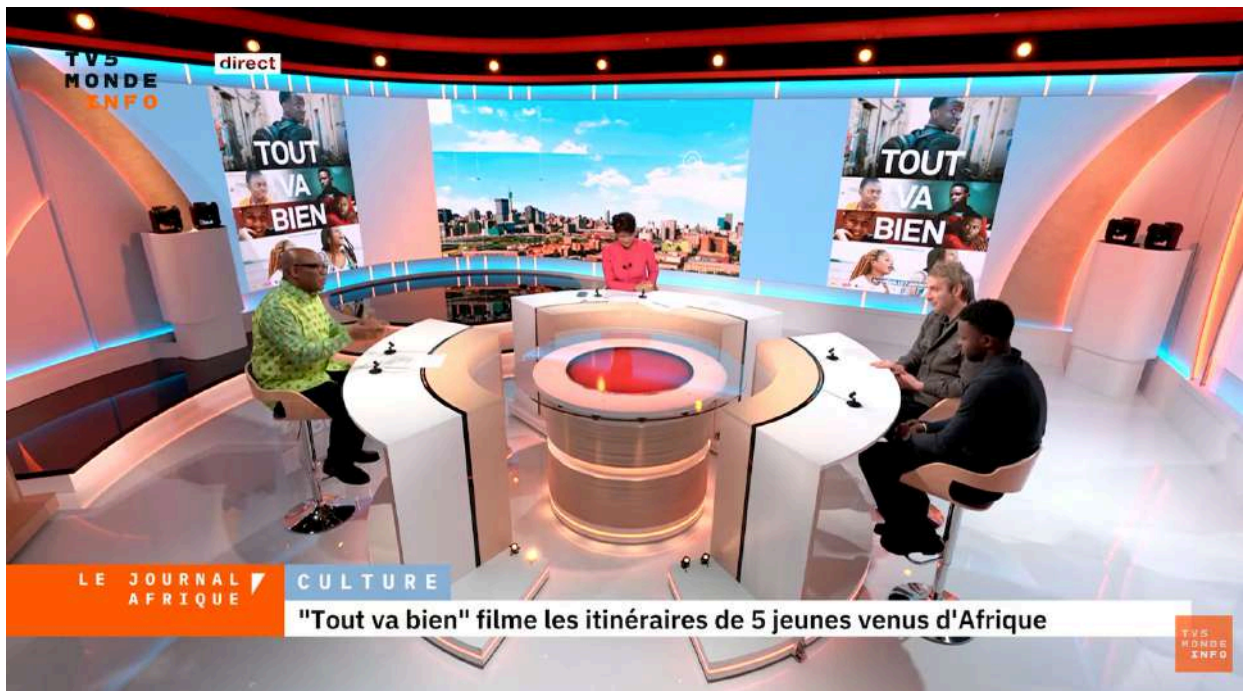 TV5
MONDE
INFO
direct
TOUT
VA
BIEN
TOUT
VA
BIEN
LE JOURNAL
AFRIQUE
CULTURE
"Tout va bien" filme les itinéraires de 5 jeunes venus d'Afrique
TV5
MONDE
INFO